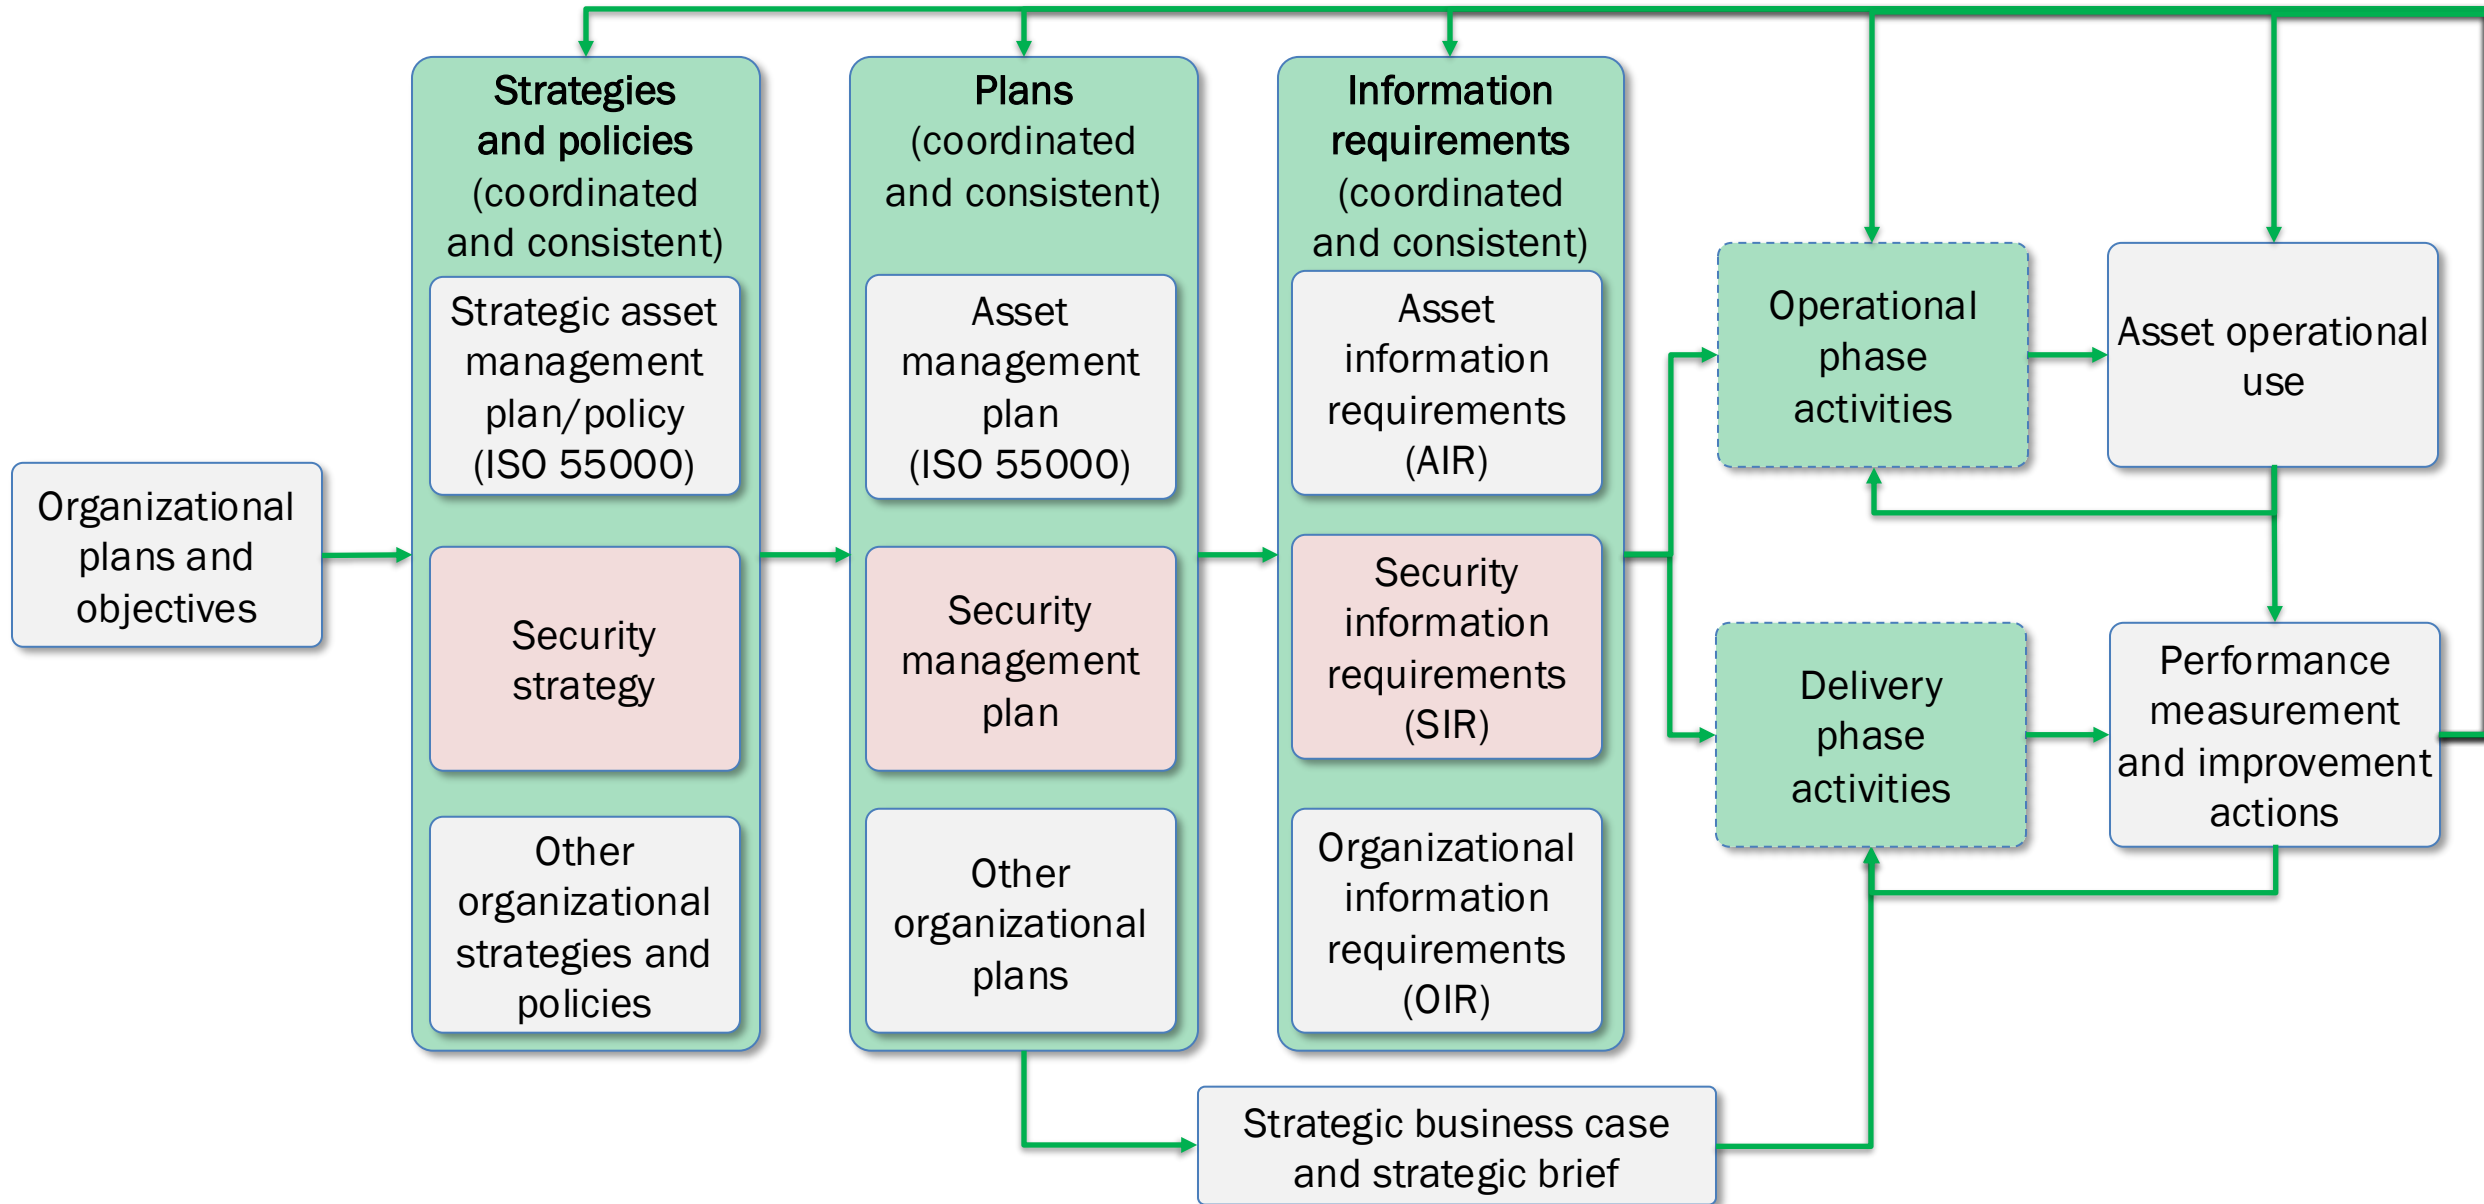 Organizational
plans and
objectives
Strategies
and policies
(coordinated
and consistent)
Strategic asset
management
plan/policy
(ISO 55000)
Security
strategy
Other
organizational
strategies and
policies
Plans
(coordinated
and consistent)
Asset
management
plan
(ISO 55000)
Security
management
plan
Other
organizational
plans
Information
requirements
(coordinated
and consistent)
Asset
information
requirements
(AIR)
Security
information
requirements
(SIR)
Organizational
information
requirements
(OIR)
Strategic business case
and strategic brief
Operational
phase
activities
Asset operational
use
Delivery
phase
activities
Performance
measurement
and improvement
actions